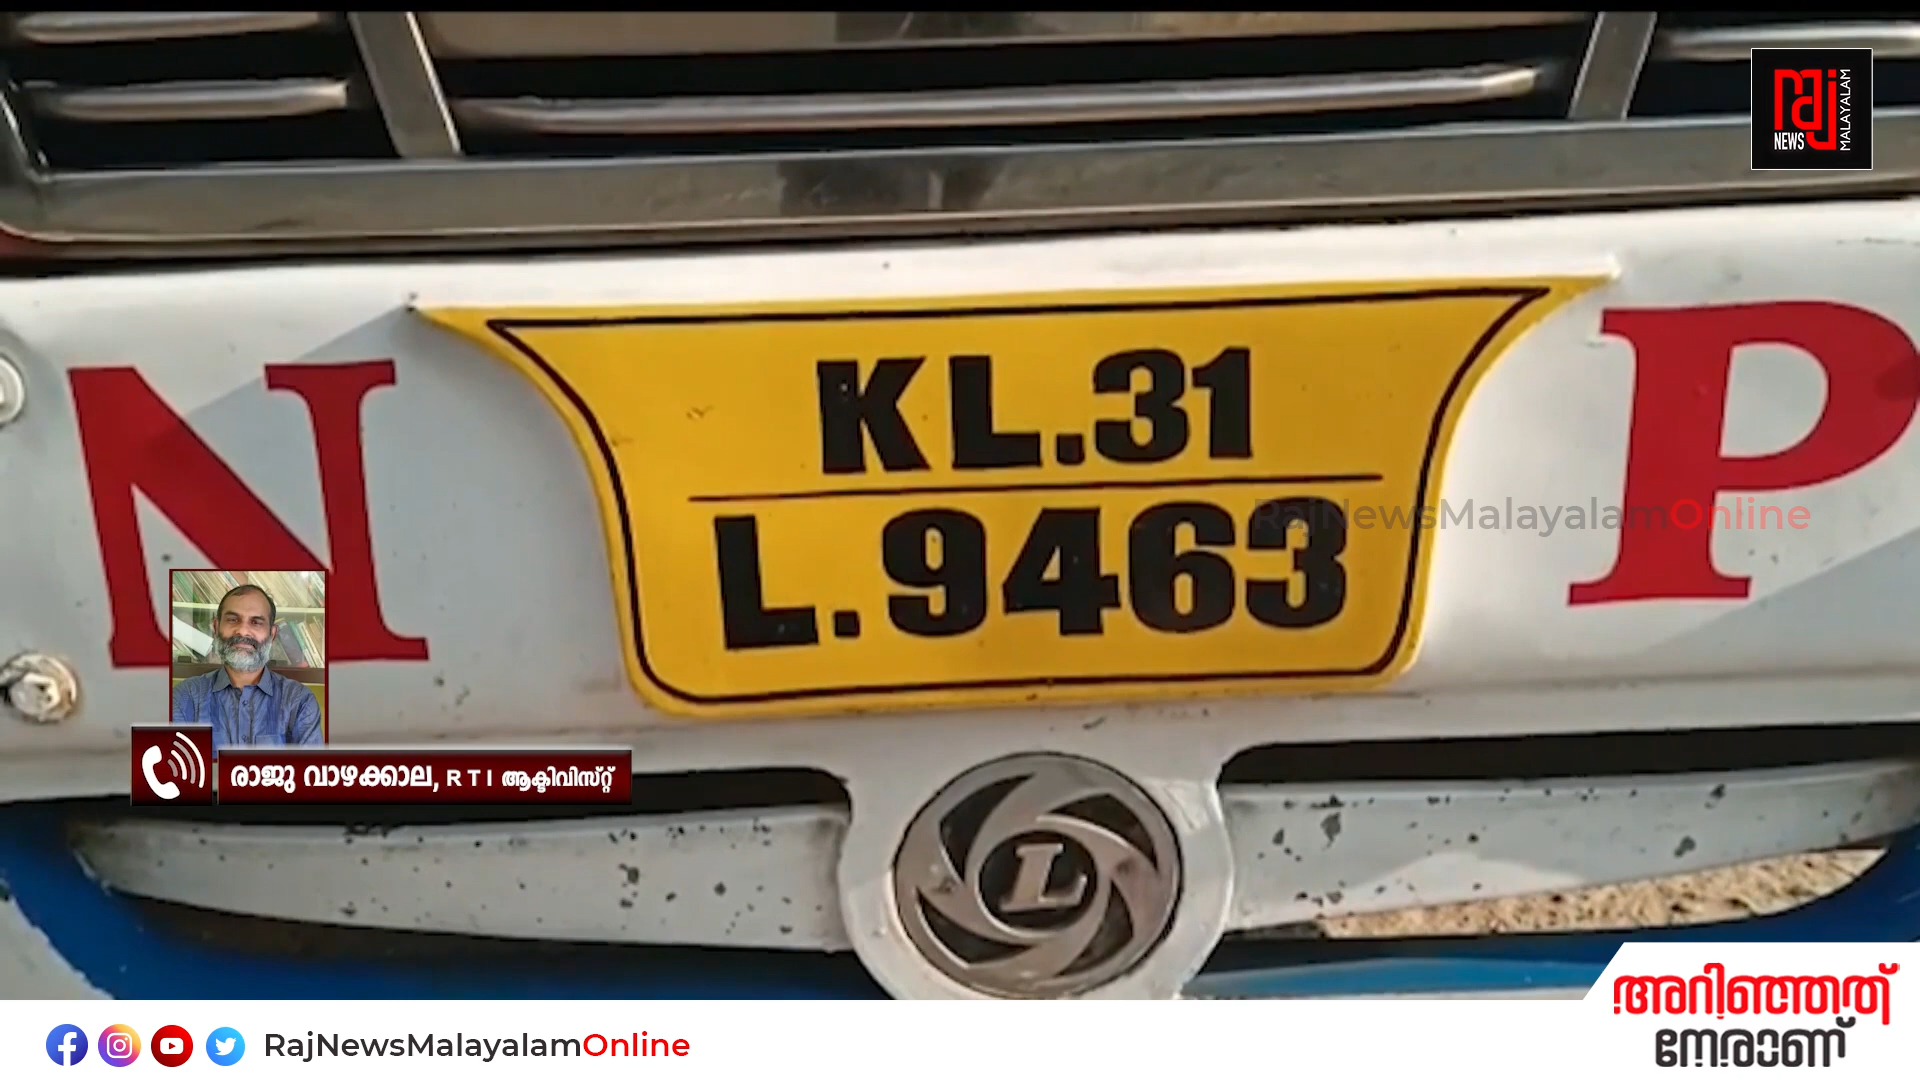 raj
NEWS
MALAYALAM
N P
KL.31
L.9463
RajNewsMalayalamOnline
രാജു വാഴക്കാല, RTI ആക്ടിവിസ്റ്റ്
L
RajNewsMalayalamOnline
അറിഞ്ഞത്
നേരാണ്